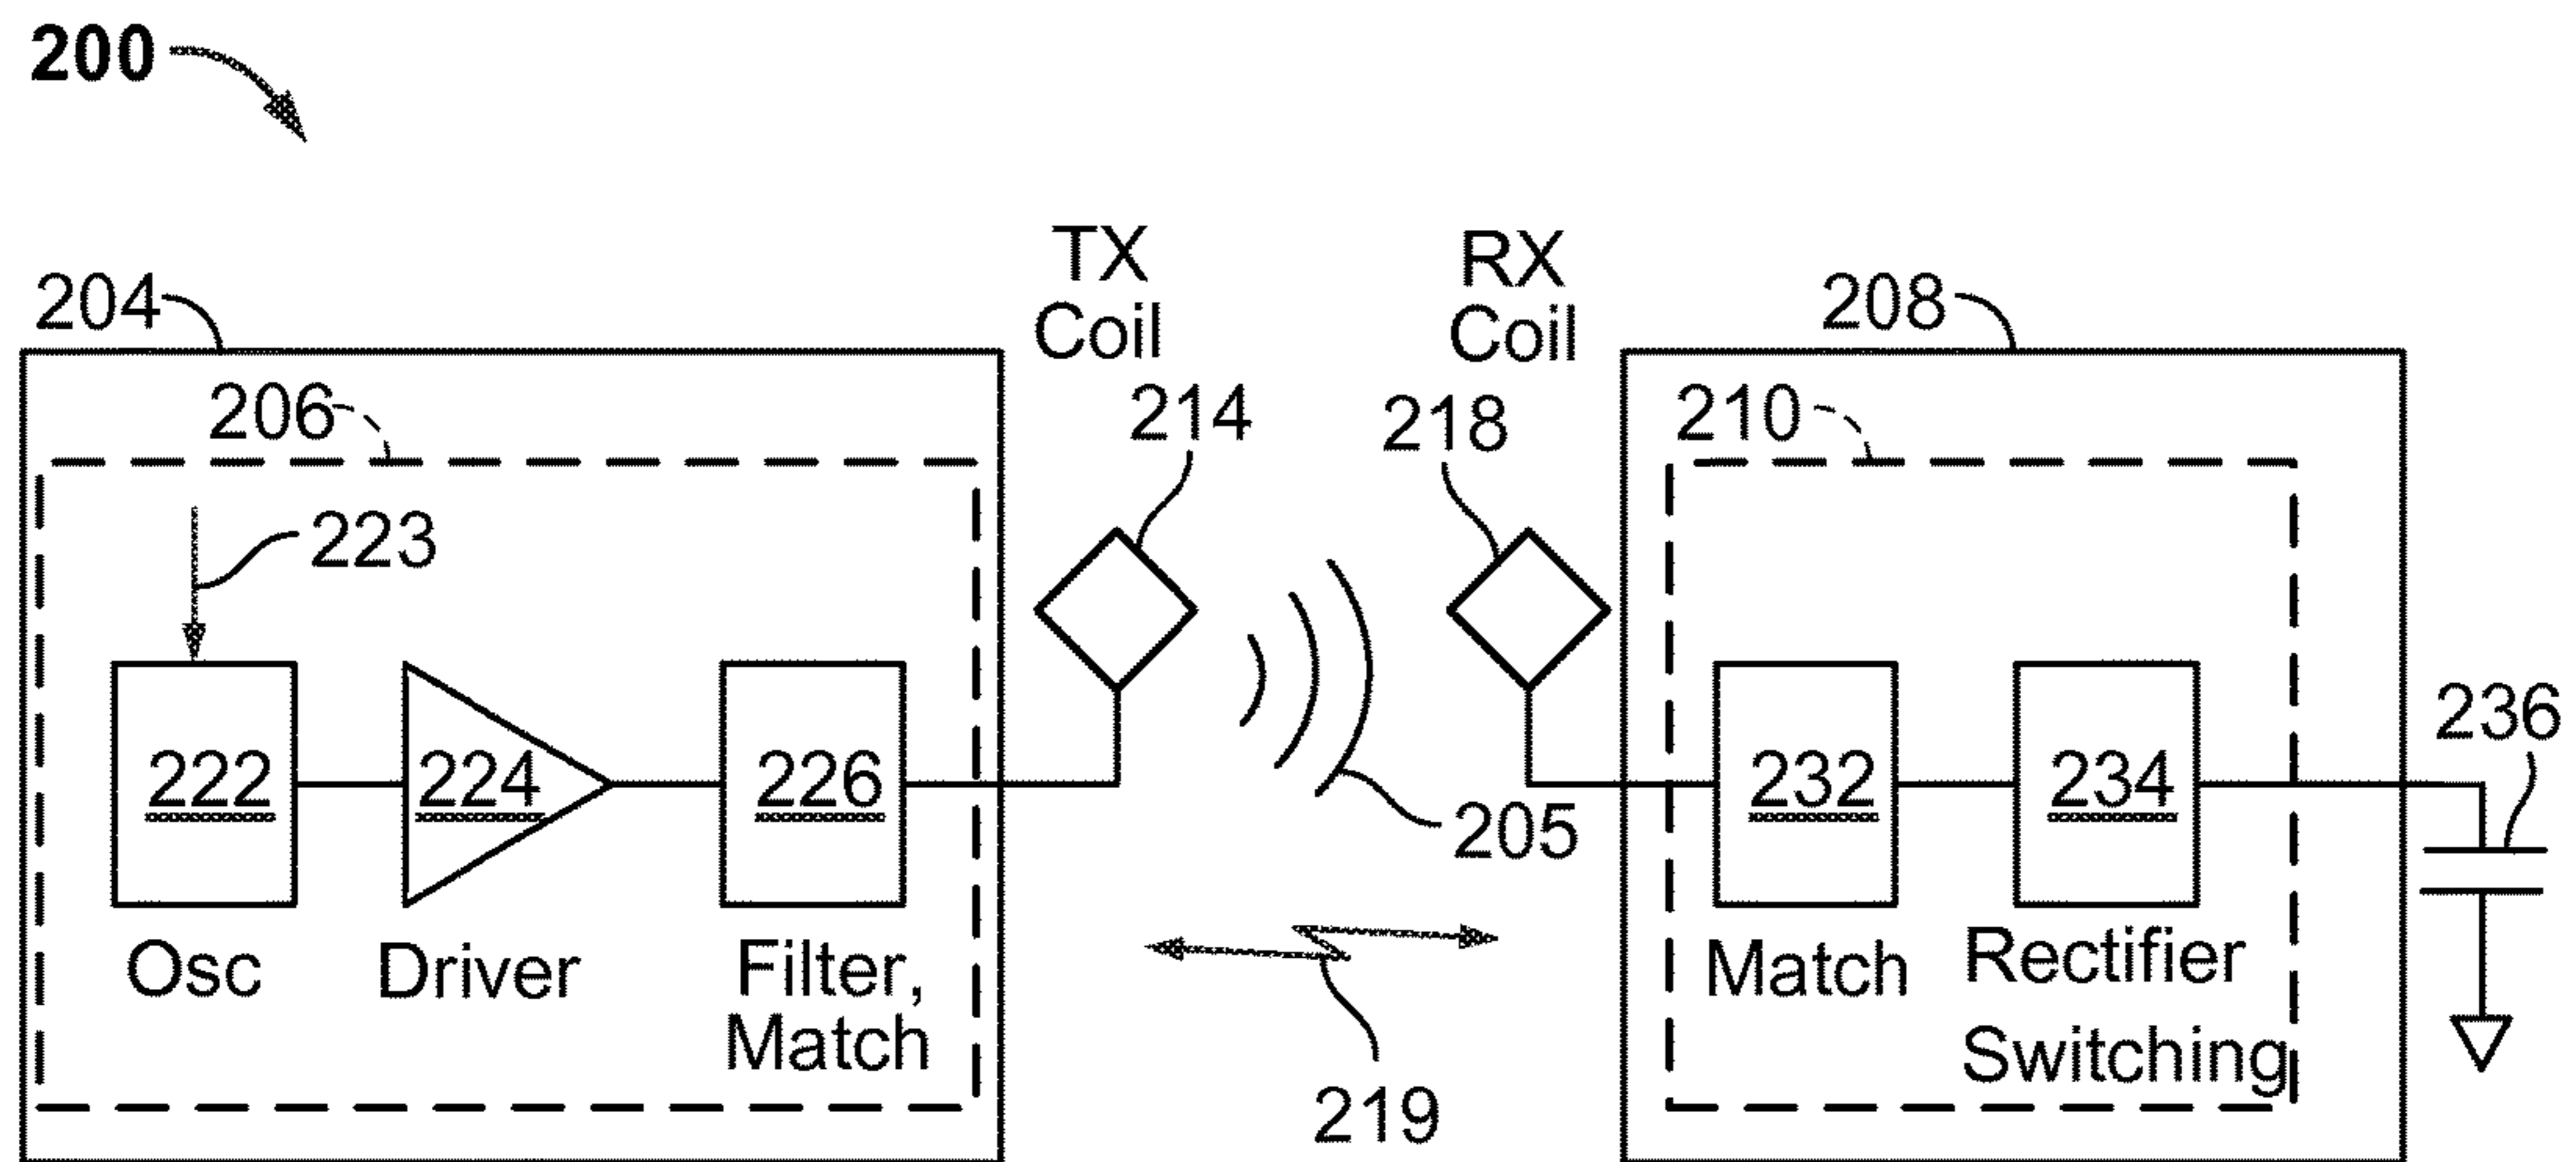 200
TX
Coil
RX
Coil
204
208
206
214
218
210
223
236
222
224
226
232
234
205
Osc
Driver
Filter,
Match
Match
Rectifier
Switching
219